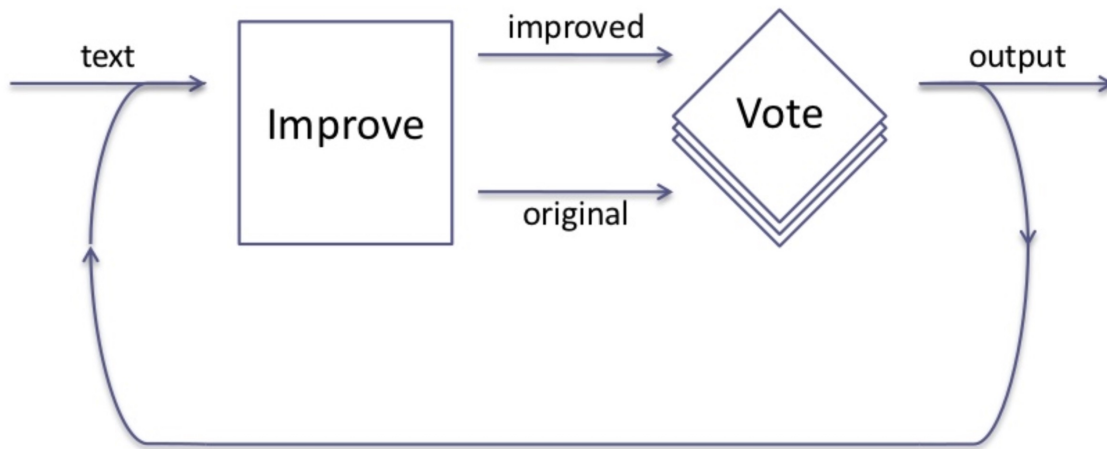 text
Improve
improved
original
Vote
output